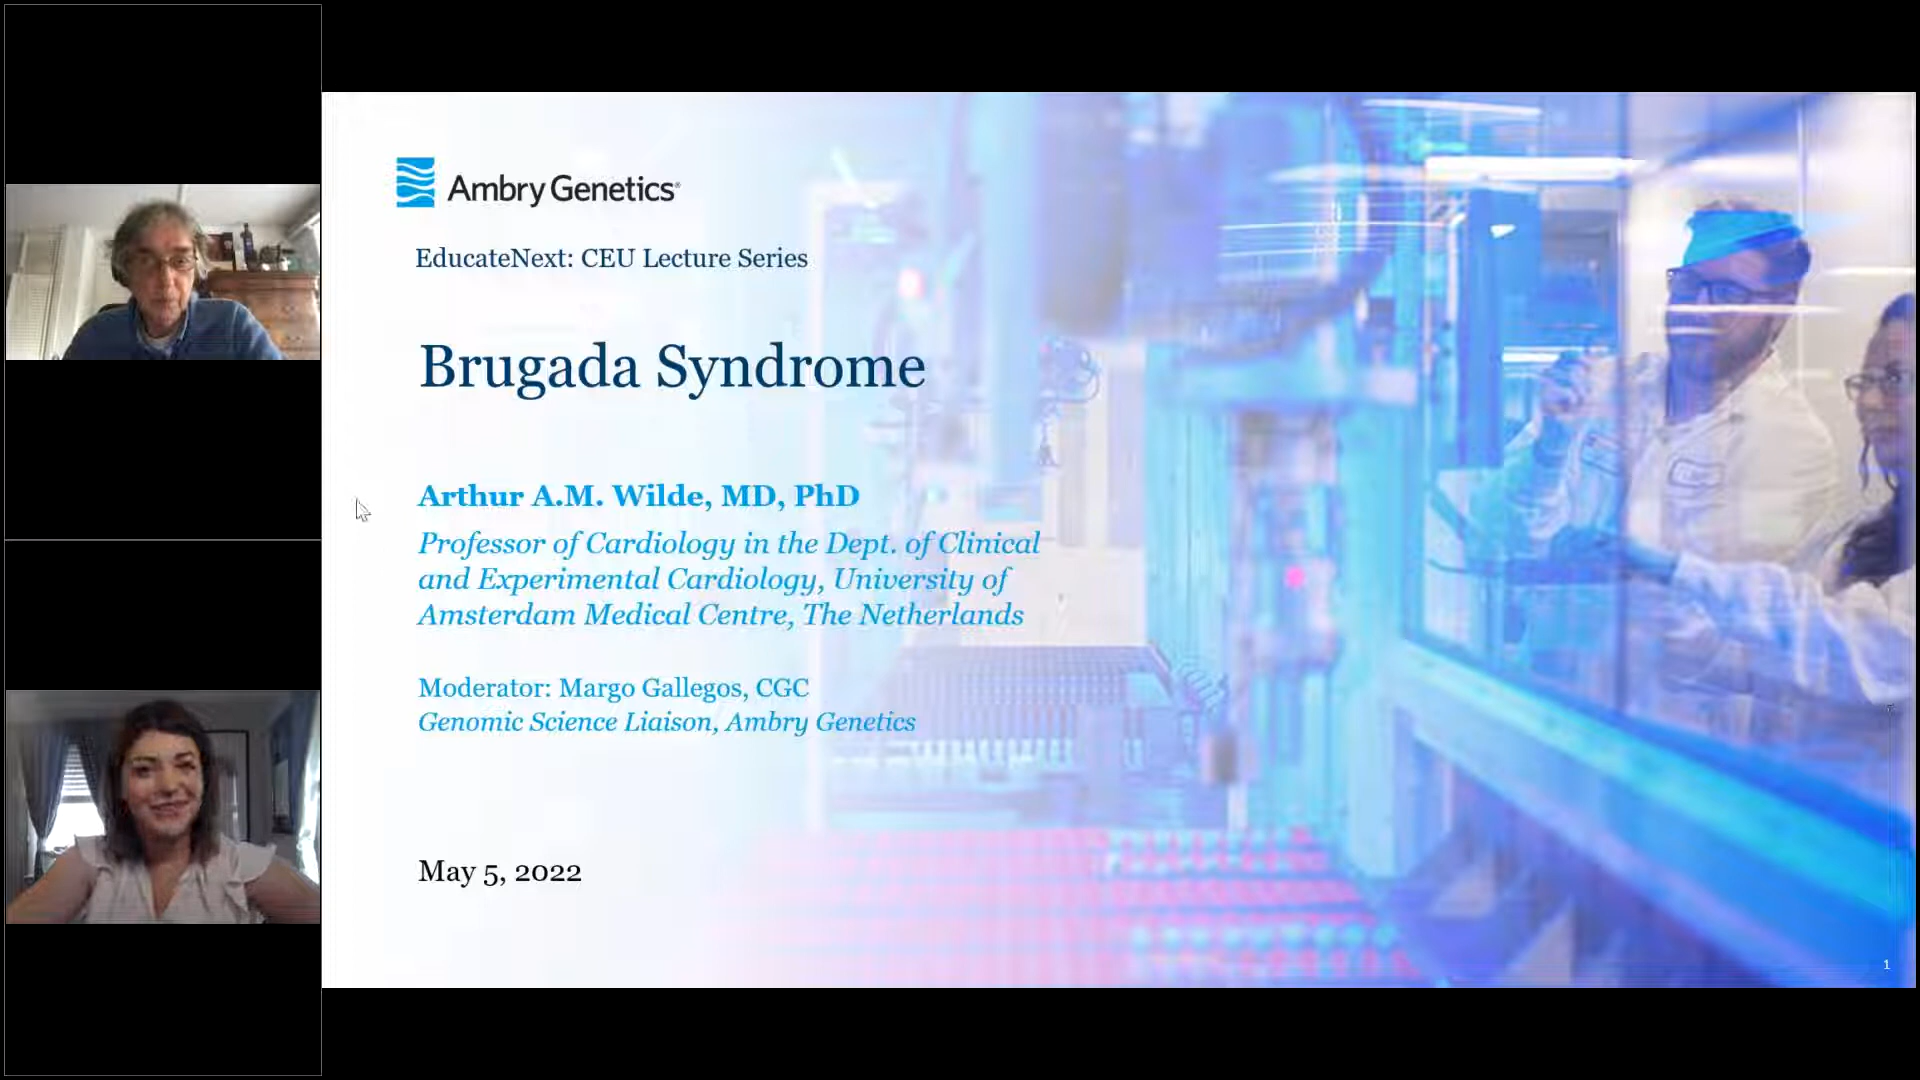 Ambry Genetics®
EducateNext: CEU Lecture Series
Brugada Syndrome
Arthur A.M. Wilde, MD, PhD
Professor of Cardiology in the Dept. of Clinical
and Experimental Cardiology, University of
Amsterdam Medical Centre, The Netherlands
Moderator: Margo Gallegos, CGC
Genomic Science Liaison, Ambry Genetics
May 5, 2022
1